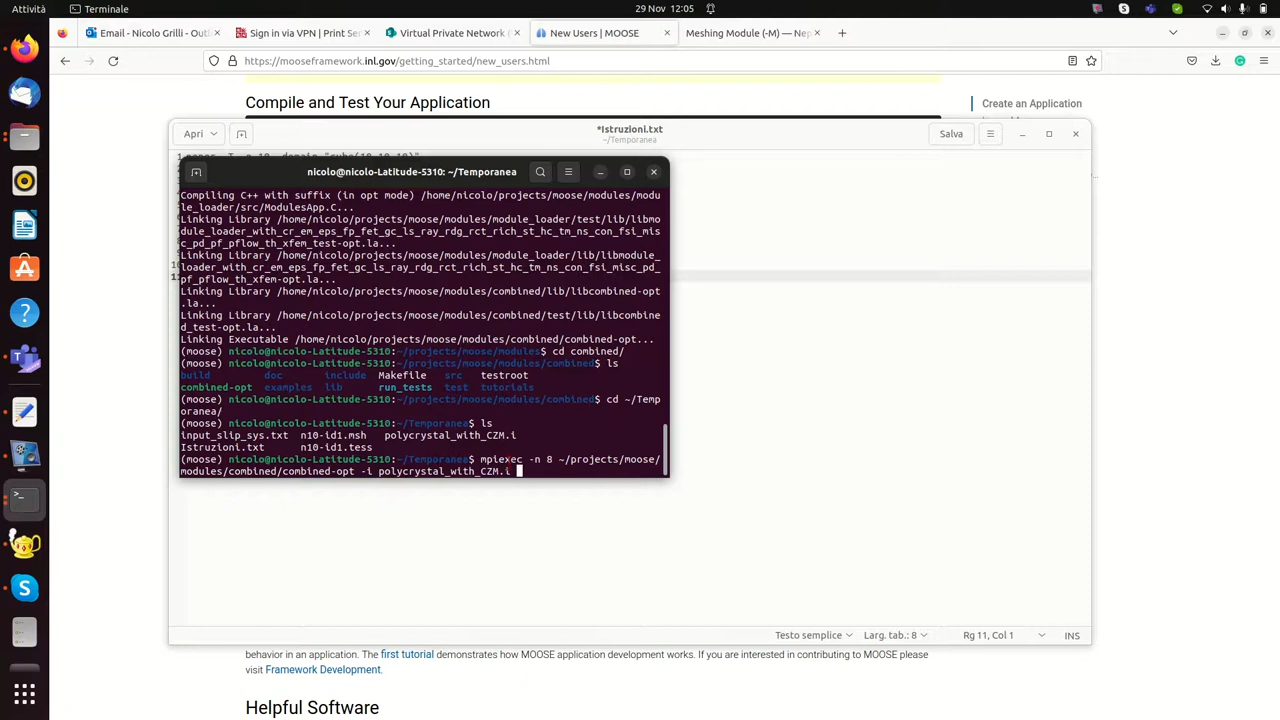 Attività
Terminale
29 Nov 12:05
Email - Nicolo Grilli - Outl
Sign in via VPN | Print Ser
Virtual Private Network (
New Users | MOOSE
Meshing Module (-M) — Nep
https://mooseframework.inl.gov/getting_started/new_users.html
Compile and Test Your Application
Create an Application
Apri
*Istruzioni.txt
~/Temporanea
Salva
nicolo@nicolo-Latitude-5310: ~/Temporanea
Compiling C++ with suffix (in opt mode) /home/nicolo/projects/moose/modules/modu
le_loader/src/ModulesApp.C...
Linking Library /home/nicolo/projects/moose/modules/module_loader/test/lib/libmo
dule_loader_with_cr_em_eps_fp_fet_gc_ls_ray_rdg_rct_rich_st_hc_tm_ns_con_fsi_mis
c_pd_pf_pflow_th_xfem_test-opt.la...
Linking Library /home/nicolo/projects/moose/modules/module_loader/lib/libmodule_
loader_with_cr_em_eps_fp_fet_gc_ls_ray_rdg_rct_rich_st_hc_tm_ns_con_fsi_misc_pd_
pf_pflow_th_xfem-opt.la...
Linking Library /home/nicolo/projects/moose/modules/combined/lib/libcombined-opt
.la...
Linking Library /home/nicolo/projects/moose/modules/combined/test/lib/libcombine
d_test-opt.la...
Linking Executable /home/nicolo/projects/moose/modules/combined/combined-opt...
(moose) nicolo@nicolo-Latitude-5310:~/projects/moose/modules$ cd combined/
(moose) nicolo@nicolo-Latitude-5310:~/projects/moose/modules/combined$ ls
build doc include Makefile src testroot
combined-opt examples lib run_tests test tutorials
(moose) nicolo@nicolo-Latitude-5310:~/projects/moose/modules/combined$ cd ~/Temp
oranea/
(moose) nicolo@nicolo-Latitude-5310:~/Temporanea$ ls
input_slip_sys.txt n10-id1.msh polycrystal_with_CZM.i
Istruzioni.txt n10-id1.tess
(moose) nicolo@nicolo-Latitude-5310:~/Temporanea$ mpiexec -n 8 ~/projects/moose/
modules/combined/combined-opt -i polycrystal_with_CZM.i
Testo semplice
Larg. tab.: 8
Rg 11, Col 1
INS
behavior in an application. The first tutorial demonstrates how MOOSE application development works. If you are interested in contributing to MOOSE please
visit Framework Development.
Helpful Software